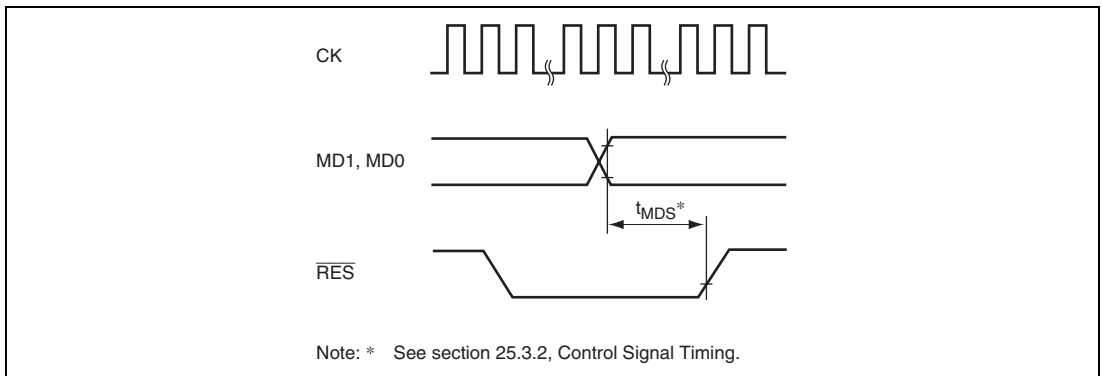 CK
MD1, MD0
tMDS*
RES
Note: * See section 25.3.2, Control Signal Timing.